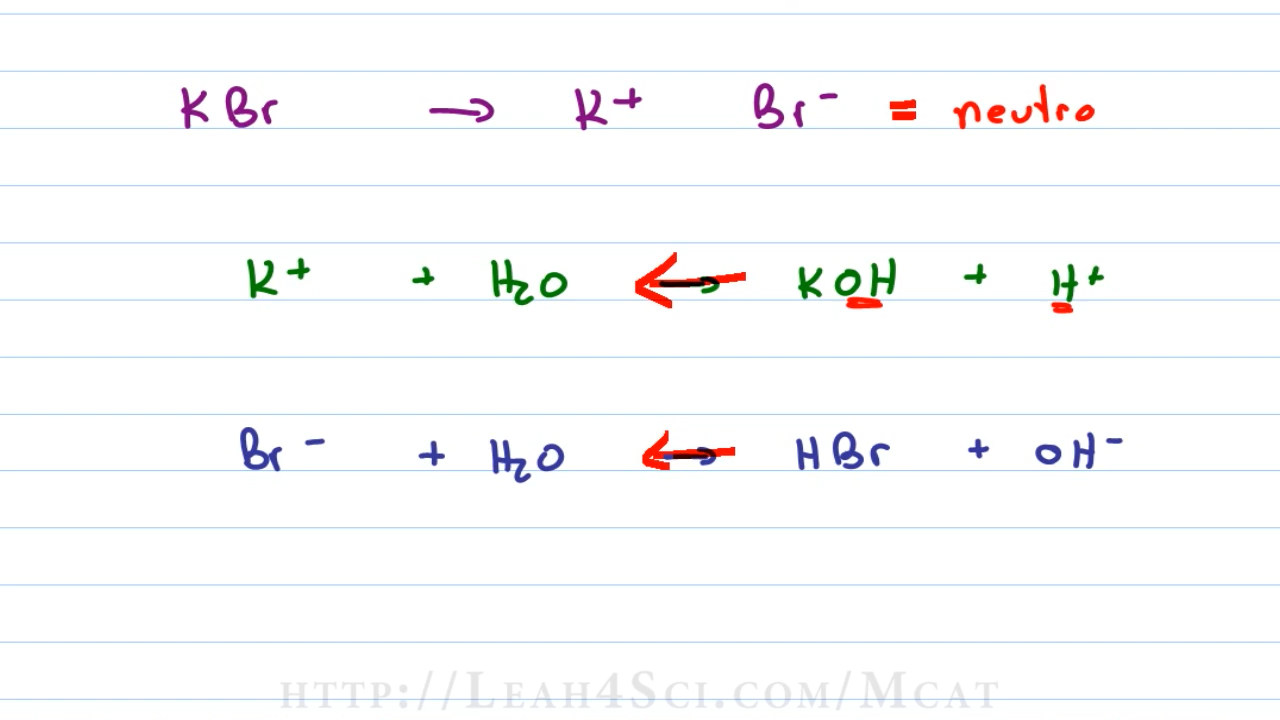 KBr → K+ Br- = neutro
K+ + H2O ⟷ KOH + H+
Br- + H2O ⟷ HBr + OH-
HTTP://LEAH4SCI.COM/MCAT